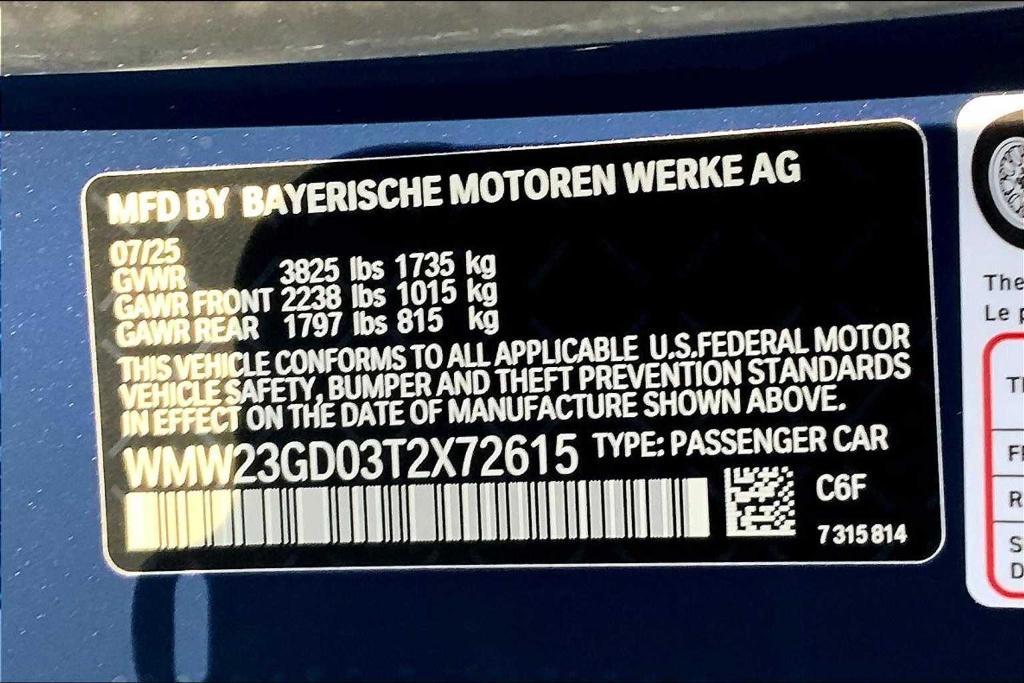 MFD BY BAYERISCHE MOTOREN WERKE AG
07/25
GVWR 3825 lbs 1735 kg
GAWR FRONT 2238 lbs 1015 kg
GAWR REAR 1797 lbs 815 kg
THIS VEHICLE CONFORMS TO ALL APPLICABLE U.S.FEDERAL MOTOR
VEHICLE SAFETY, BUMPER AND THEFT PREVENTION STANDARDS
IN EFFECT ON THE DATE OF MANUFACTURE SHOWN ABOVE.
WMW23GD03T2X72615 TYPE: PASSENGER CAR
C6F
7 315 814
The
Le